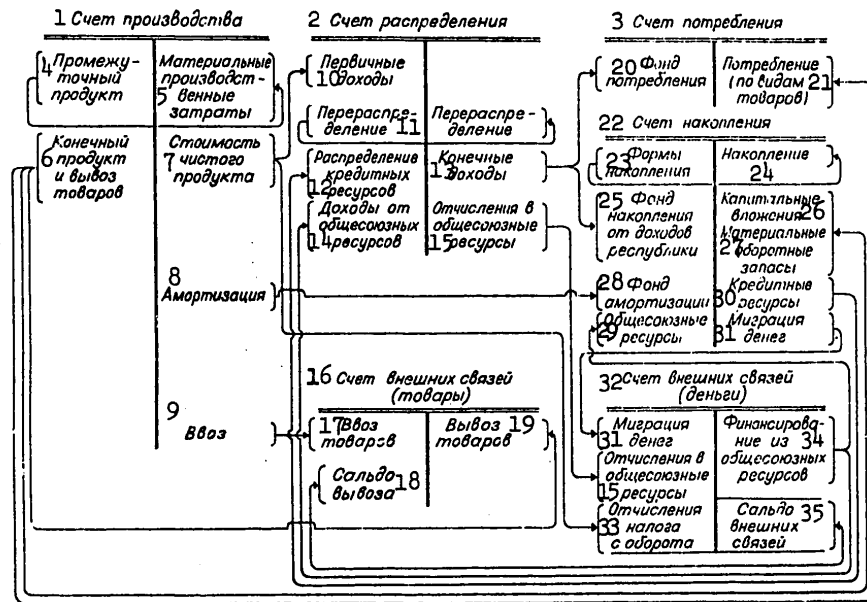 1 Счет производства
4 Промежу-
точный
продукт
Материальные
производст-
5 венные
затраты
6 Конечный
продукт
и вывоз
товаров
Стоимость
7 чистого
продукта
8
Амортизация
9
Ввоз
2 Счет распределения
Первичные
10 доходы
Перераспре-
деление 11
Перераспре-
деление
Распределение
кредитных
12 ресурсов
Конечные
13 доходы
Доходы от
общесоюзных
14 ресурсов
Отчисления в
общесоюзные
15 ресурсы
16 Счет внешних связей
(товары)
17 Ввоз
товаров
Вывоз 19
товаров
Сальдо
вывоза 18
3 Счет потребления
20 Фонд
потребления
Потребление
(по видам 21
товаров)
22
Счет накопления
23 Формы
накопления
Накопление
24
25 Фонд
накопления
от доходов
республики
Капитальные
вложения 26
Материальные
27 оборотные
запасы
28 Фонд
амортизации
Кредитные
30 ресурсы
Общесоюзные
29 ресурсы
Миграция
31 денег
32 Счет внешних связей
(деньги)
Миграция
31 денег
Финансирова-
ние из 34
общесоюзных
ресурсов
Отчисления в
общесоюзные
15 ресурсы
Отчисления
33 налога
с оборота
Сальдо 35
внешних
связей